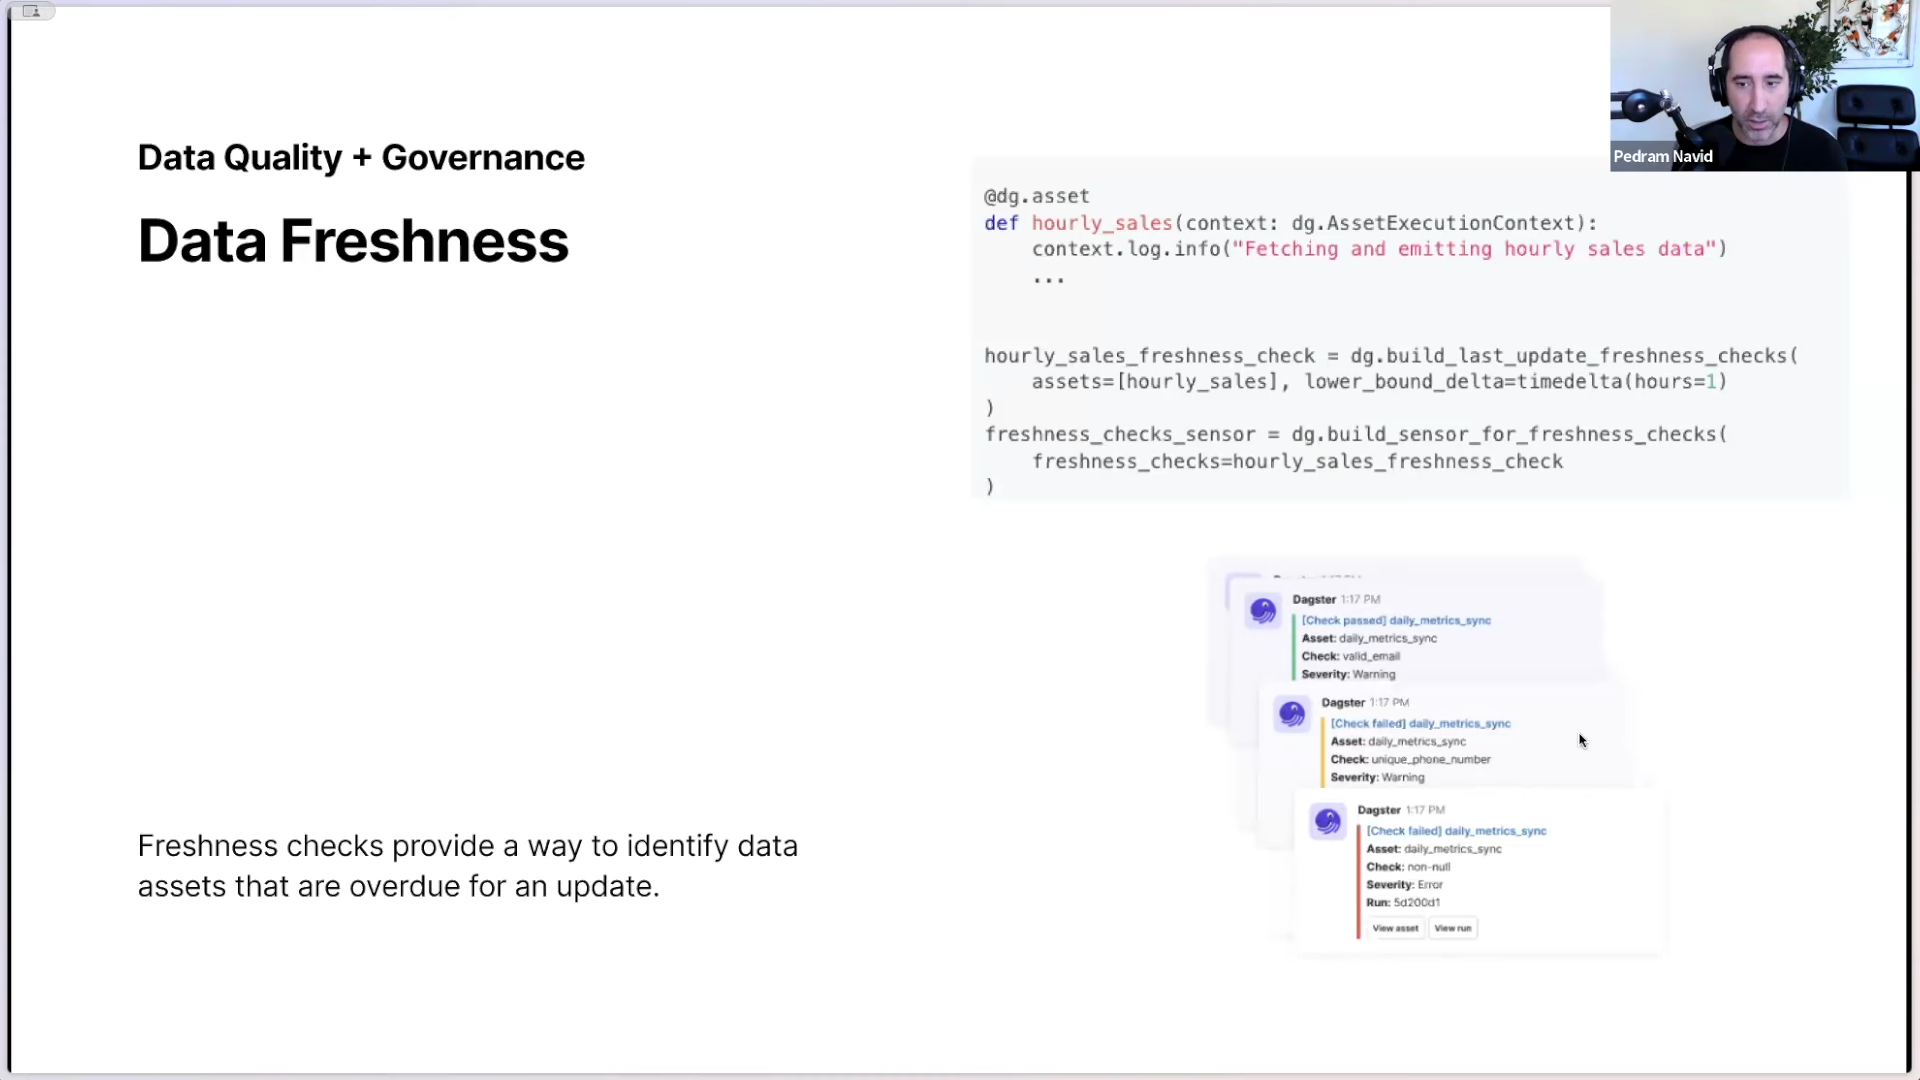 Data Quality + Governance
Data Freshness
Freshness checks provide a way to identify data
assets that are overdue for an update.
@dg.asset
def hourly_sales(context: dg.AssetExecutionContext):
    context.log.info("Fetching and emitting hourly sales data")
    ...
hourly_sales_freshness_check = dg.build_last_update_freshness_checks(
    assets=[hourly_sales], lower_bound_delta=timedelta(hours=1)
)
freshness_checks_sensor = dg.build_sensor_for_freshness_checks(
    freshness_checks=hourly_sales_freshness_check
)
Pedram Navid
Dagster 1:17 PM
[Check passed] daily_metrics_sync
Asset: daily_metrics_sync
Check: valid_email
Severity: Warning
Dagster 1:17 PM
[Check failed] daily_metrics_sync
Asset: daily_metrics_sync
Check: unique_phone_number
Severity: Warning
Dagster 1:17 PM
[Check failed] daily_metrics_sync
Asset: daily_metrics_sync
Check: non-null
Severity: Error
Run: 5d200d1
View asset View run